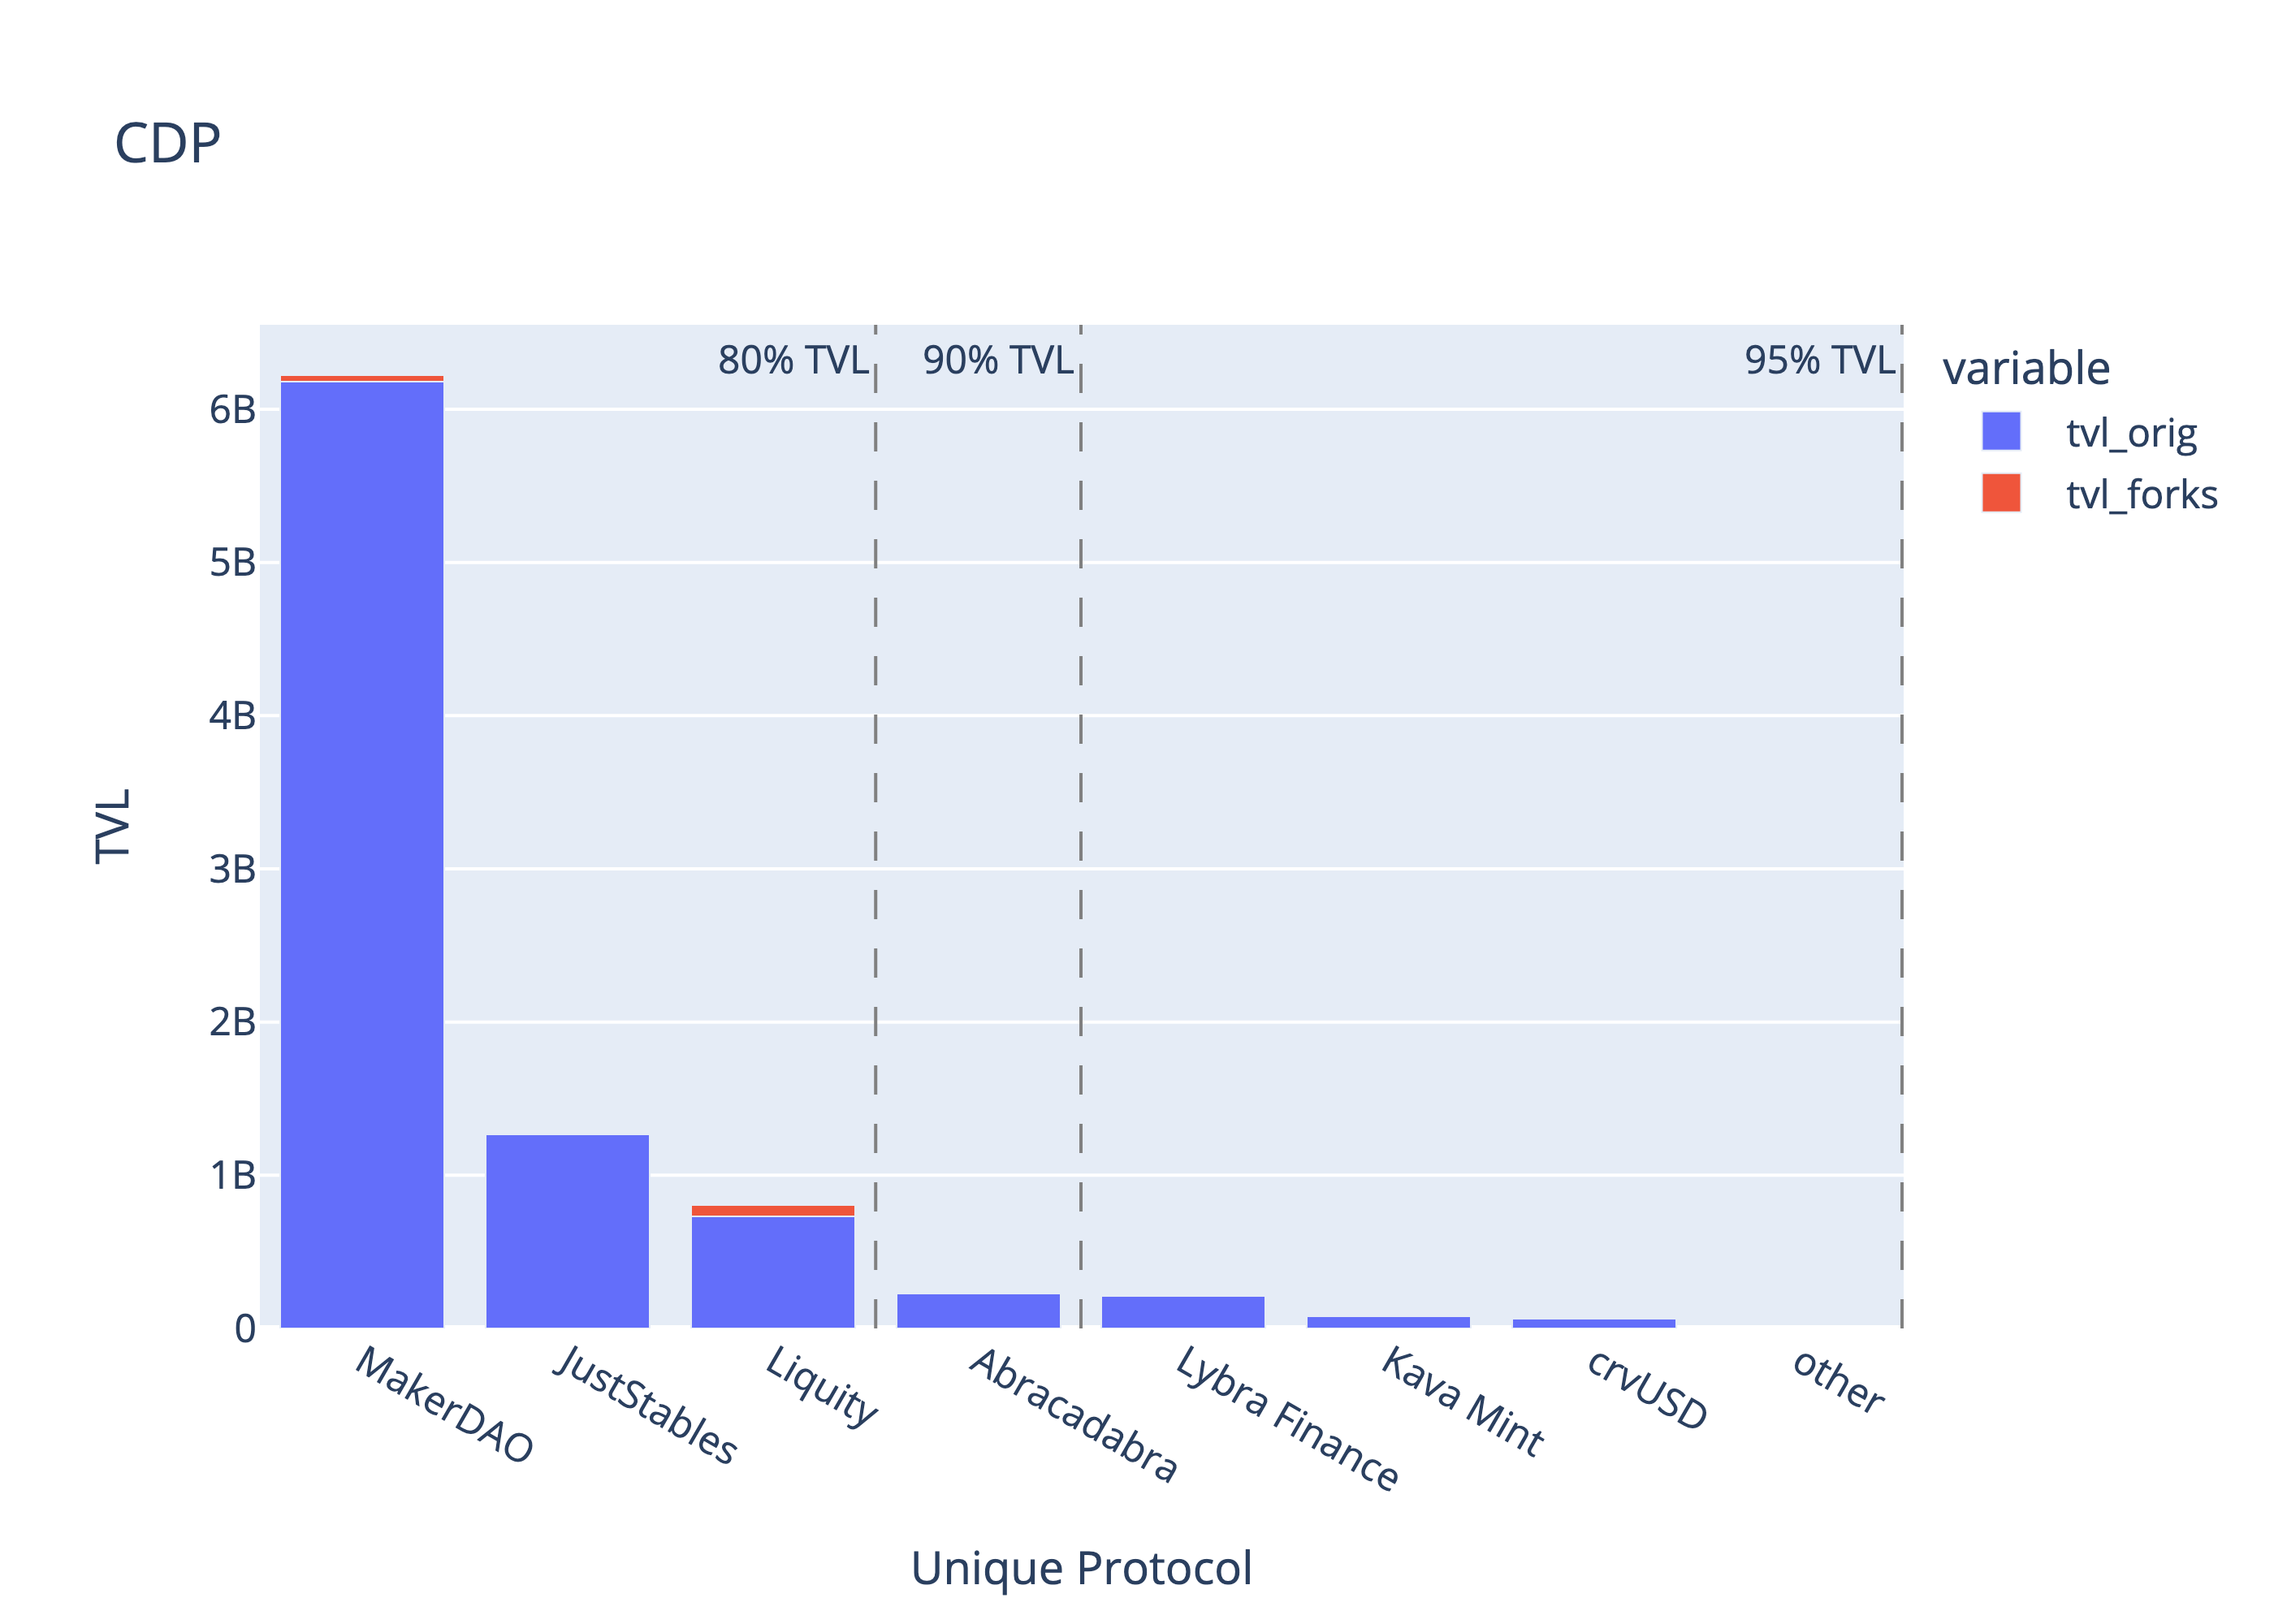 CDP
80% TVL
90% TVL
95% TVL
variable
tvl_orig
tvl_forks
6B
5B
4B
3B
2B
1B
0
TVL
MakerDAO
JustStables
Liquity
Abracadabra
Lybra Finance
Kava Mint
crvUSD
other
Unique Protocol